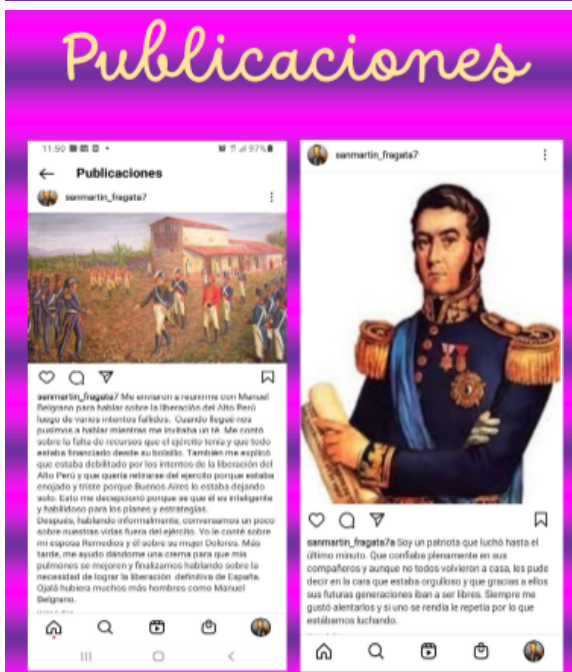 Publicaciones
11:50
97%
Publicaciones
sanmartin_fragata7
sanmartin_fragata7 Me enviaron a reunirme con Manuel
Belgrano para hablar sobre la liberación del Alto Perú
luego de varios intentos fallidos. Cuando llegué nos
pusimos a hablar mientras me invitaba un té. Me contó
sobre la falta de recursos que el ejército tenía y que todo
estaba financiado desde su bolsillo. También me explicó
que estaba debilitado por los intentos de la liberación del
Alto Perú y que quería retirarse del ejercito porque estaba
enojado y triste porque Buenos Aires lo estaba dejando
solo. Esto me decepcionó porque se que él es inteligente
y habilidoso para los planes y estrategias.
Después, hablando informalmente, conversamos un poco
sobre nuestras vidas fuera del ejército. Yo le conté sobre
mi esposa Remedios y él sobre su mujer Dolores. Más
tarde, me ayudo dándome una crema para que mis
pulmones se mejoren y finalizamos hablando sobre la
necesidad de lograr la liberación definitiva de España.
Ojalá hubiera muchos más hombres como Manuel
Belgrano.
sanmartin_fragata7
sanmartin_fragata7a Soy un patriota que luchó hasta el
último minuto. Que confiaba plenamente en sus
compañeros y aunque no todos volvieron a casa, les pude
decir en la cara que estaba orgulloso y que gracias a ellos
sus futuras generaciones iban a ser libres. Siempre me
gustó alentarlos y si uno se rendía le repetía por lo que
estábamos luchando.